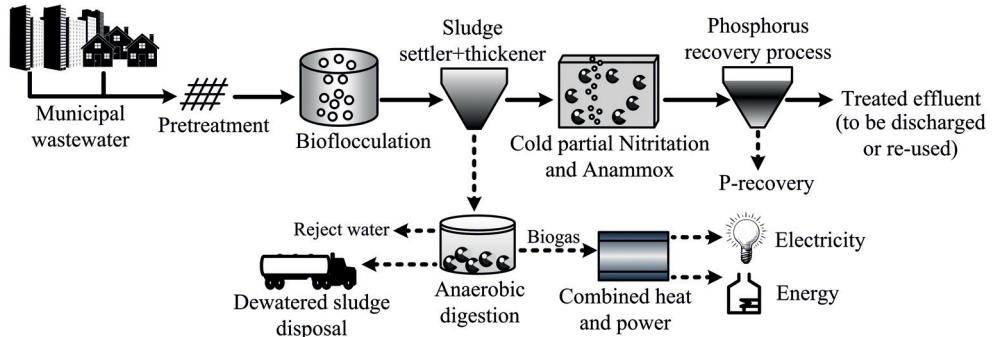 Municipal
wastewater
Pretreatment
Bioflocculation
Sludge
settler+thickener
Cold partial Nitritation
and Anammox
Phosphorus
recovery process
Treated effluent
(to be discharged
or re-used)
P-recovery
Reject water
Dewatered sludge
disposal
Anaerobic
digestion
Biogas
Combined heat
and power
Electricity
Energy